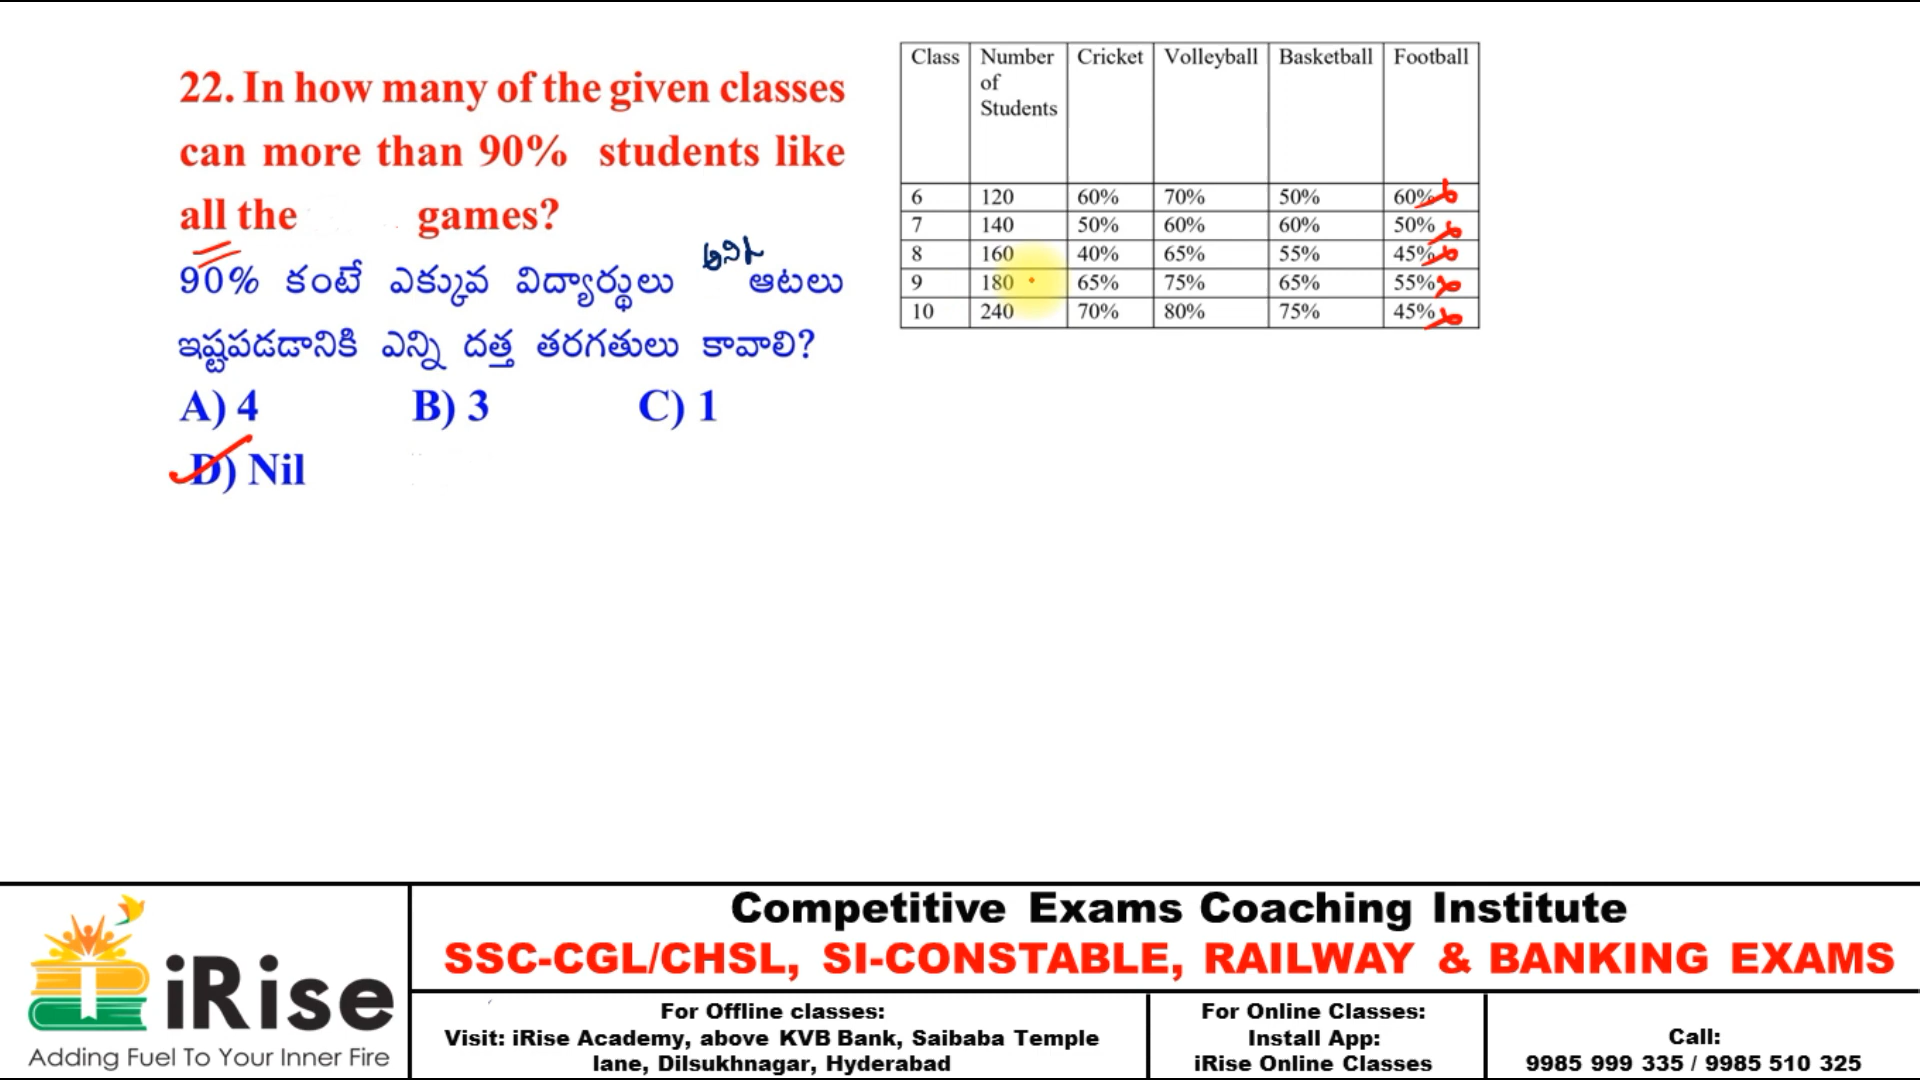 22. In how many of the given classes
can more than 90% students like
all the games?
అన్ని
90% కంటే ఎక్కువ విద్యార్థులు ఆటలు
ఇష్టపడడానికి ఎన్ని దత్త తరగతులు కావాలి?
A) 4 B) 3 C) 1
D) Nil
Class Number of Students Cricket Volleyball Basketball Football
6 120 60% 70% 50% 60%
7 140 50% 60% 60% 50%
8 160 40% 65% 55% 45%
9 180 65% 75% 65% 55%
10 240 70% 80% 75% 45%
iRise
Adding Fuel To Your Inner Fire
Competitive Exams Coaching Institute
SSC-CGL/CHSL, SI-CONSTABLE, RAILWAY & BANKING EXAMS
For Offline classes:
Visit: iRise Academy, above KVB Bank, Saibaba Temple
lane, Dilsukhnagar, Hyderabad
For Online Classes:
Install App:
iRise Online Classes
Call:
9985 999 335 / 9985 510 325